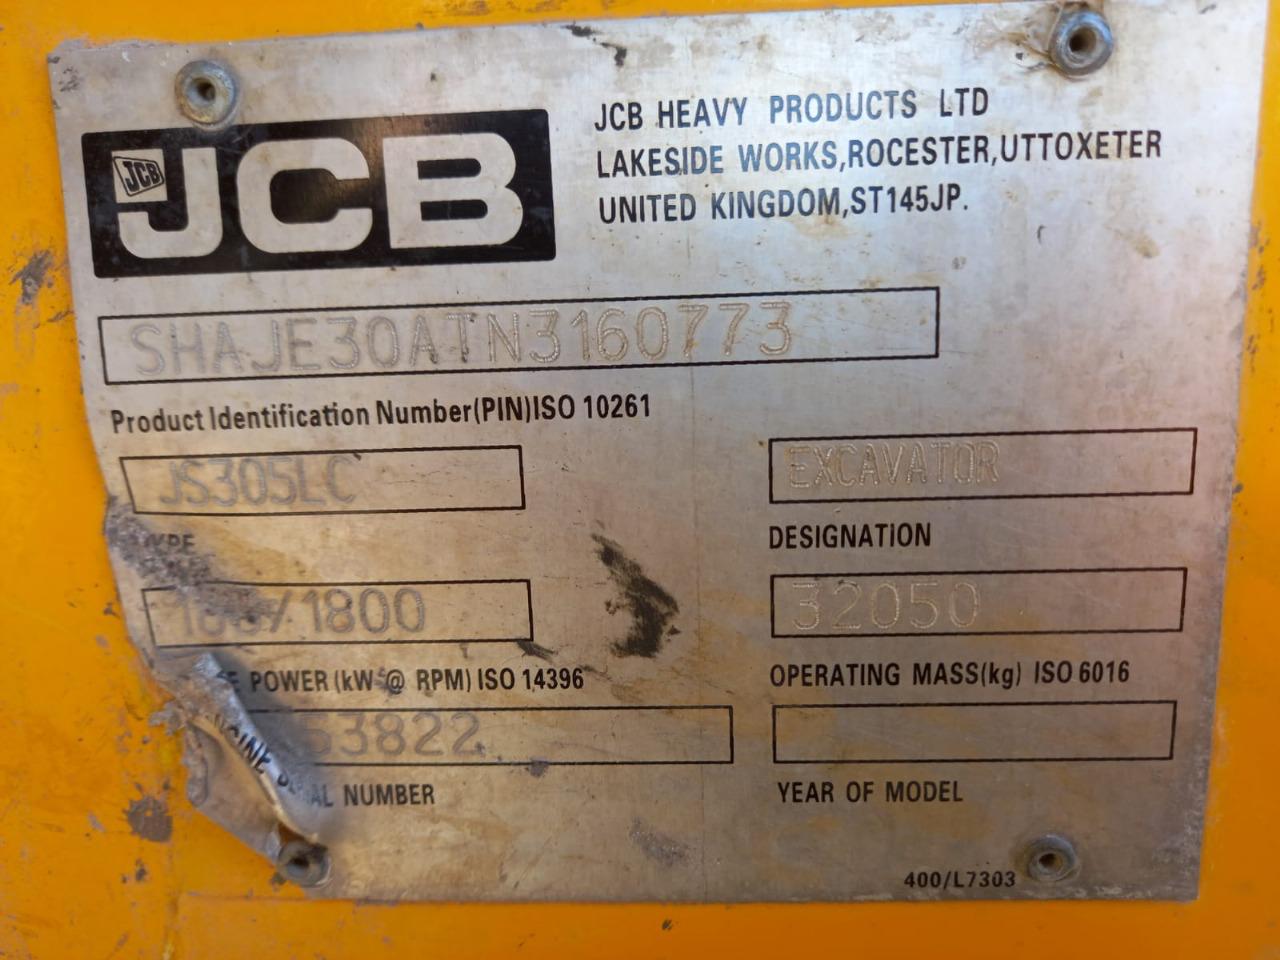 JCB
JCB
JCB HEAVY PRODUCTS LTD
LAKESIDE WORKS,ROCESTER,UTTOXETER
UNITED KINGDOM,ST145JP.
SHAJE30ATN3160773
Product Identification Number(PIN)ISO 10261
JS305LC
EXCAVATOR
DESIGNATION
/1800
32050
POWER(kW @ RPM) ISO 14396
OPERATING MASS(kg) ISO 6016
53822
NUMBER
YEAR OF MODEL
400/L7303